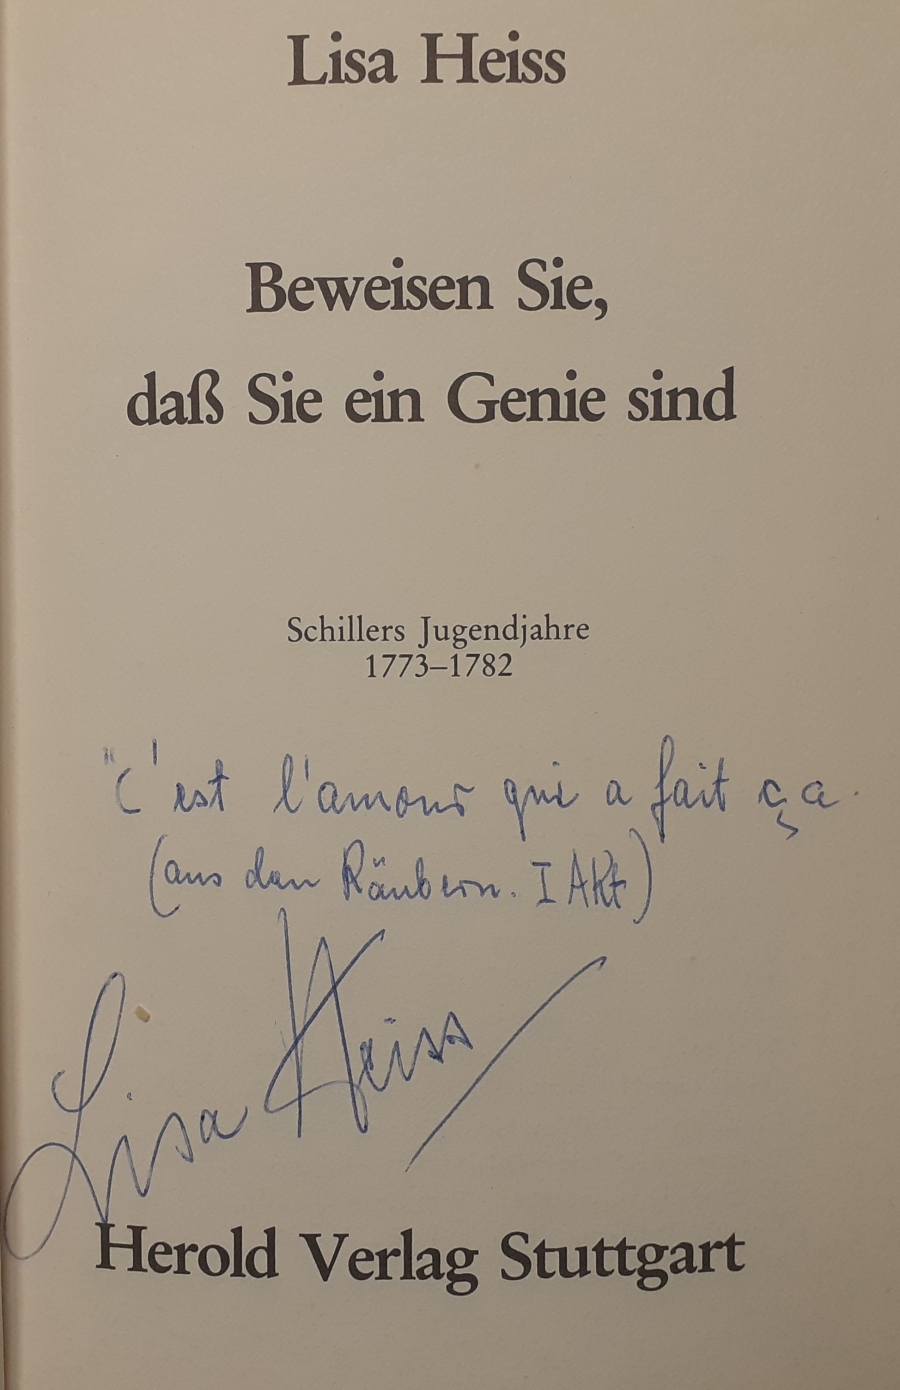 Lisa Heiss
Beweisen Sie,
daß Sie ein Genie sind
Schillers Jugendjahre
1773–1782
"C'est l'amour qui a fait ça.
(aus den Räubern. I Akt)
Lisa Heiss
Herold Verlag Stuttgart